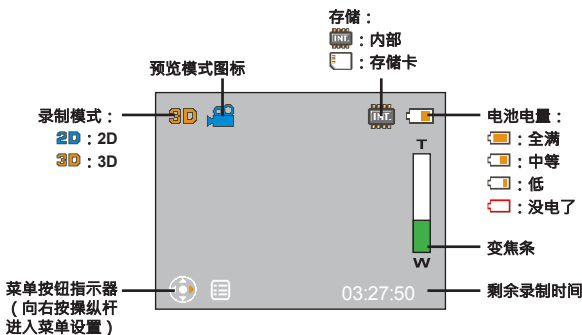 存储：
INT. ：内部
：存储卡
预览模式图标
录制模式：
2D ：2D
3D ：3D
3D
INT.
电池电量：
：全满
：中等
：低
：没电了
T
W
变焦条
菜单按钮指示器
（向右按操纵杆
进入菜单设置）
03:27:50
剩余录制时间